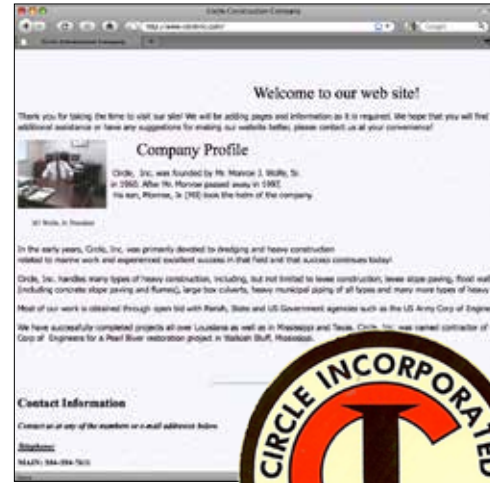 Circle Construction Company
Welcome to our web site!
Thank you for taking the time to visit our site! We will be adding pages and information as it is required. We hope that you will find
additional assistance or have any suggestions for making our website better, please contact us at your convenience!
Company Profile
Circle, Inc. was founded by Mr. Monroe J. Wolfe, Sr.
in 1960. After Mr. Monroe passed away in
his son, Monroe, Jr. took the helm of the company.
President
In the early years, Circle, Inc. was primarily devoted to dredging and heavy construction
related to marine work and experienced excellent success in that field and that success continues today!
Circle, Inc. handles many types of heavy construction, including, but not limited to levee construction, levee slope paving, flood wall
(including concrete slope paving and flumes), large box culverts, heavy municipal piping of all types and many more types of heavy
Most of our work is obtained through open bid with Parish, State and US Government agencies such as the US Army Corp of Engine
We have successfully completed projects all over Louisiana as well as in Mississippi and Texas. Circle, Inc. was named contractor of
Corp of Engineers for a Pearl River restoration project in Bluff, Mississippi.
Contact Information
Contact us at any of the numbers or e-mail addresses below
Telephone:
MAIN:
CIRCLE INCORPORATED